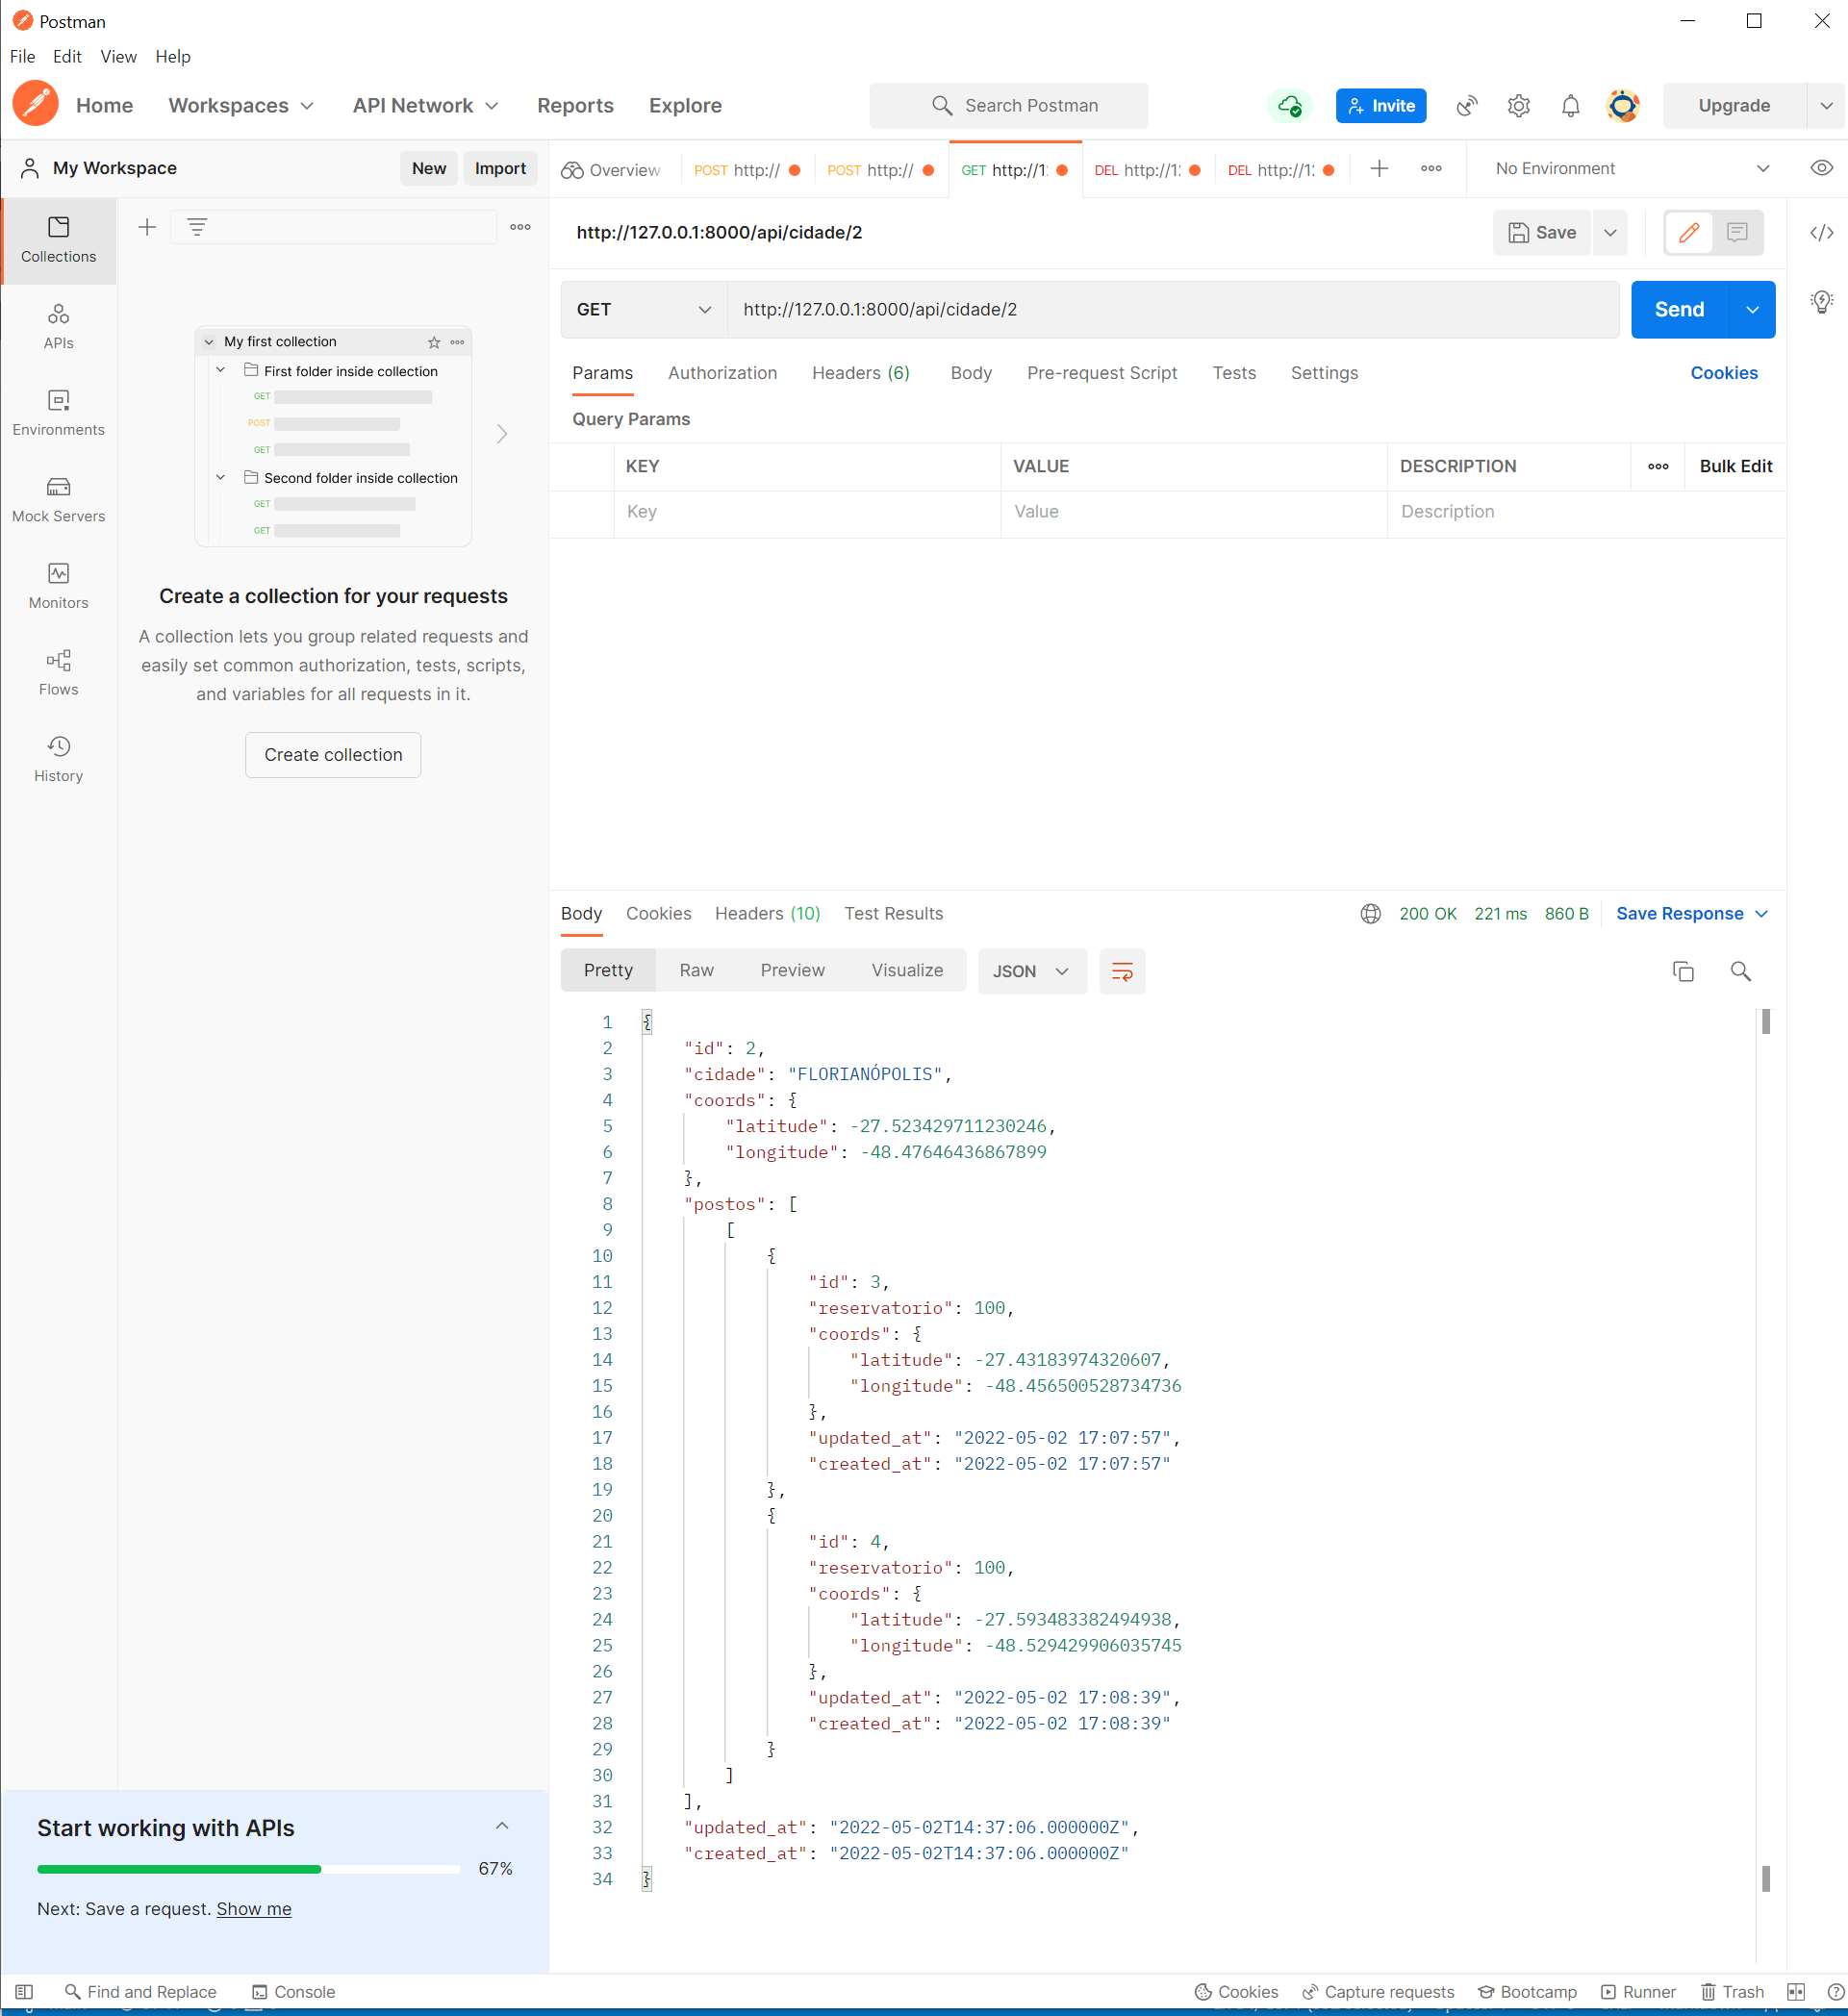 Postman
File Edit View Help
Home Workspaces API Network Reports Explore Search Postman Invite Upgrade
My Workspace New Import Overview POST http:// POST http:// GET http://1 DEL http://1 DEL http://1 No Environment
Collections
APIs
Environments
Mock Servers
Monitors
Flows
History
My first collection
First folder inside collection
GET
POST
GET
Second folder inside collection
GET
GET
Create a collection for your requests
A collection lets you group related requests and
easily set common authorization, tests, scripts,
and variables for all requests in it.
Create collection
Start working with APIs
67%
Next: Save a request. Show me
http://127.0.0.1:8000/api/cidade/2 Save
GET http://127.0.0.1:8000/api/cidade/2 Send
Params Authorization Headers (6) Body Pre-request Script Tests Settings Cookies
Query Params
KEY VALUE DESCRIPTION Bulk Edit
Key Value Description
Body Cookies Headers (10) Test Results 200 OK 221 ms 860 B Save Response
Pretty Raw Preview Visualize JSON
1 {
2 "id": 2,
3 "cidade": "FLORIANÓPOLIS",
4 "coords": {
5 "latitude": -27.523429711230246,
6 "longitude": -48.47646436867899
7 },
8 "postos": [
9 [
10 {
11 "id": 3,
12 "reservatorio": 100,
13 "coords": {
14 "latitude": -27.43183974320607,
15 "longitude": -48.456500528734736
16 },
17 "updated_at": "2022-05-02 17:07:57",
18 "created_at": "2022-05-02 17:07:57"
19 },
20 {
21 "id": 4,
22 "reservatorio": 100,
23 "coords": {
24 "latitude": -27.593483382494938,
25 "longitude": -48.529429906035745
26 },
27 "updated_at": "2022-05-02 17:08:39",
28 "created_at": "2022-05-02 17:08:39"
29 }
30 ]
31 ],
32 "updated_at": "2022-05-02T14:37:06.000000Z",
33 "created_at": "2022-05-02T14:37:06.000000Z"
34 }
Find and Replace Console Cookies Capture requests Bootcamp Runner Trash